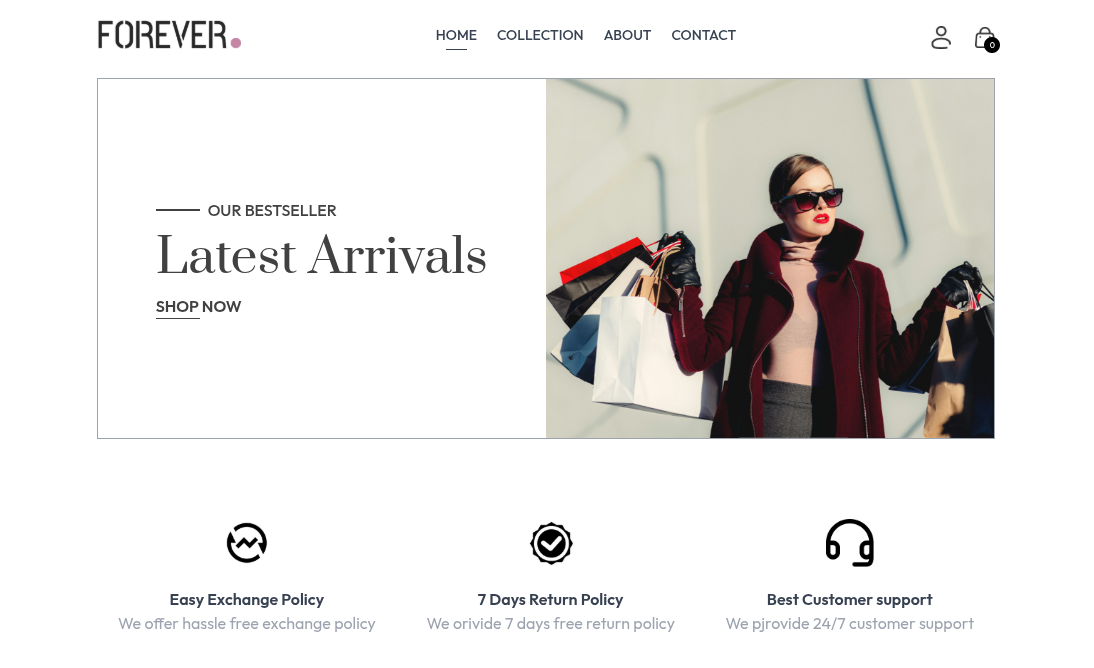 FOREVER.
HOME COLLECTION ABOUT CONTACT
0
OUR BESTSELLER
Latest Arrivals
SHOP NOW
Easy Exchange Policy
We offer hassle free exchange policy
7 Days Return Policy
We orivide 7 days free return policy
Best Customer support
We pjrovide 24/7 customer support